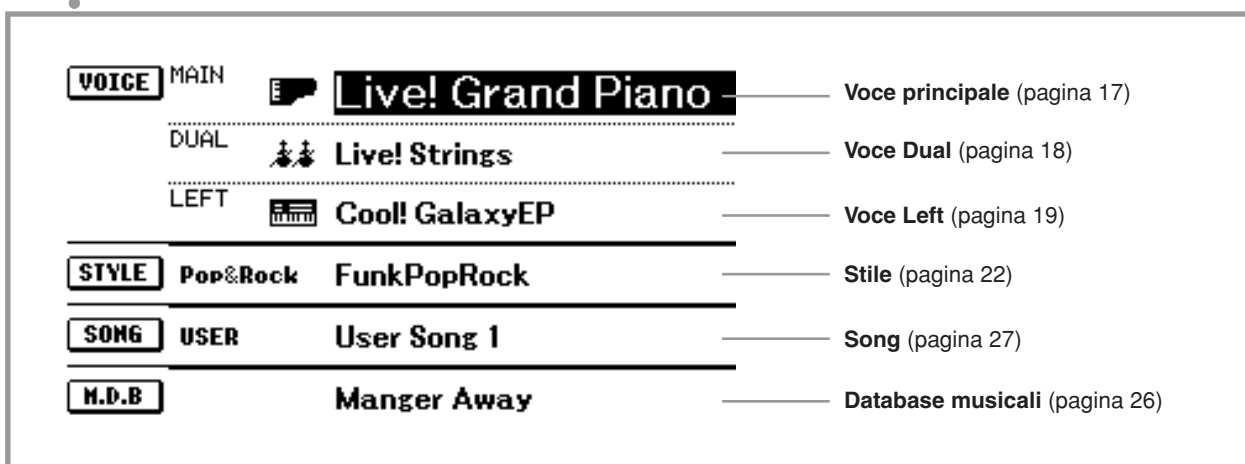 VOICE MAIN Live! Grand Piano Voce principale (pagina 17)
DUAL Live! Strings Voce Dual (pagina 18)
LEFT Cool! GalaxyEP Voce Left (pagina 19)
STYLE Pop&Rock FunkPopRock Stile (pagina 22)
SONG USER User Song 1 Song (pagina 27)
M.D.B Manger Away Database musicali (pagina 26)